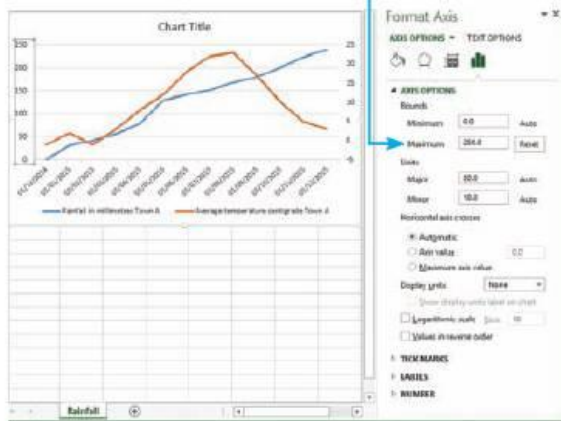 Chart Title
250
200
150
100
50
0
25
20
15
10
5
0
Rainfall in millimetres Town A
Average temperature centigrade Town A
Rainfall
Format Axis
AXIS OPTIONS
TEXT OPTIONS
AXIS OPTIONS
Bounds
Minimum 0.0 Auto
Maximum Reset
Units
Major 50.0 Auto
Minor 10.0 Auto
Horizontal axis crosses
Automatic
Axis value 0.0
Maximum axis value
Display units None
Show display units label on chart
Logarithmic scale Base 10
Values in reverse order
TICK MARKS
LABELS
NUMBER